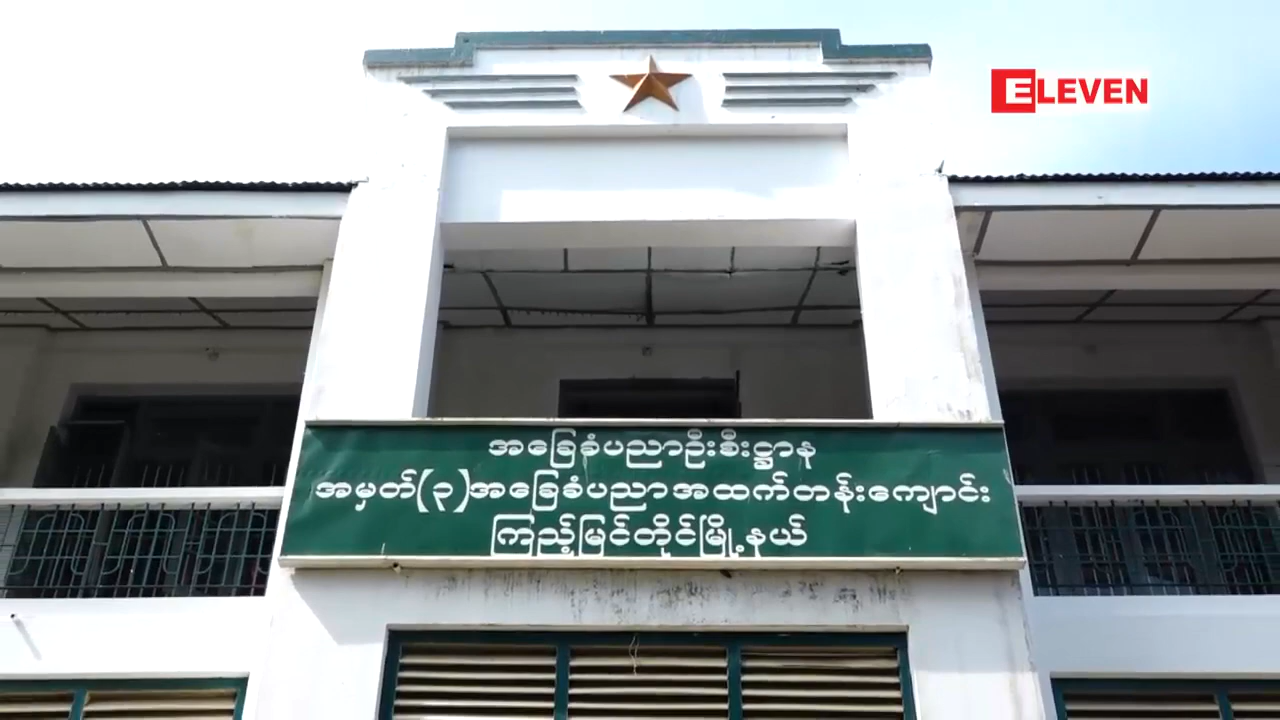 ELEVEN
အခြေခံပညာဦးစီးဌာန
အမှတ်(၃)အခြေခံပညာအထက်တန်းကျောင်း
ကြည့်မြင်တိုင်မြို့နယ်